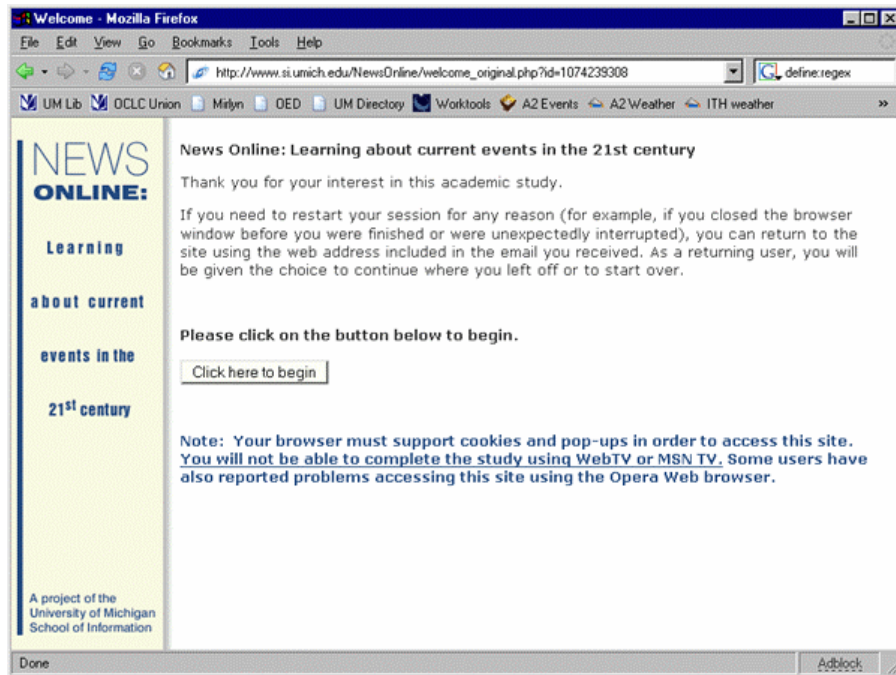 Welcome - Mozilla Firefox
File Edit View Go Bookmarks Tools Help
http://www.si.umich.edu/NewsOnline/welcome_original.php?id=1074239308
G define:regex
UM Lib OCLC Union Mirlyn OED UM Directory Worktools A2 Events A2 Weather ITH weather »
NEWS
ONLINE:
Learning
about current
events in the
21st century
A project of the
University of Michigan
School of Information
News Online: Learning about current events in the 21st century
Thank you for your interest in this academic study.
If you need to restart your session for any reason (for example, if you closed the browser
window before you were finished or were unexpectedly interrupted), you can return to the
site using the web address included in the email you received. As a returning user, you will
be given the choice to continue where you left off or to start over.
Please click on the button below to begin.
Click here to begin
Note: Your browser must support cookies and pop-ups in order to access this site.
You will not be able to complete the study using WebTV or MSN TV. Some users have
also reported problems accessing this site using the Opera Web browser.
Done Adblock